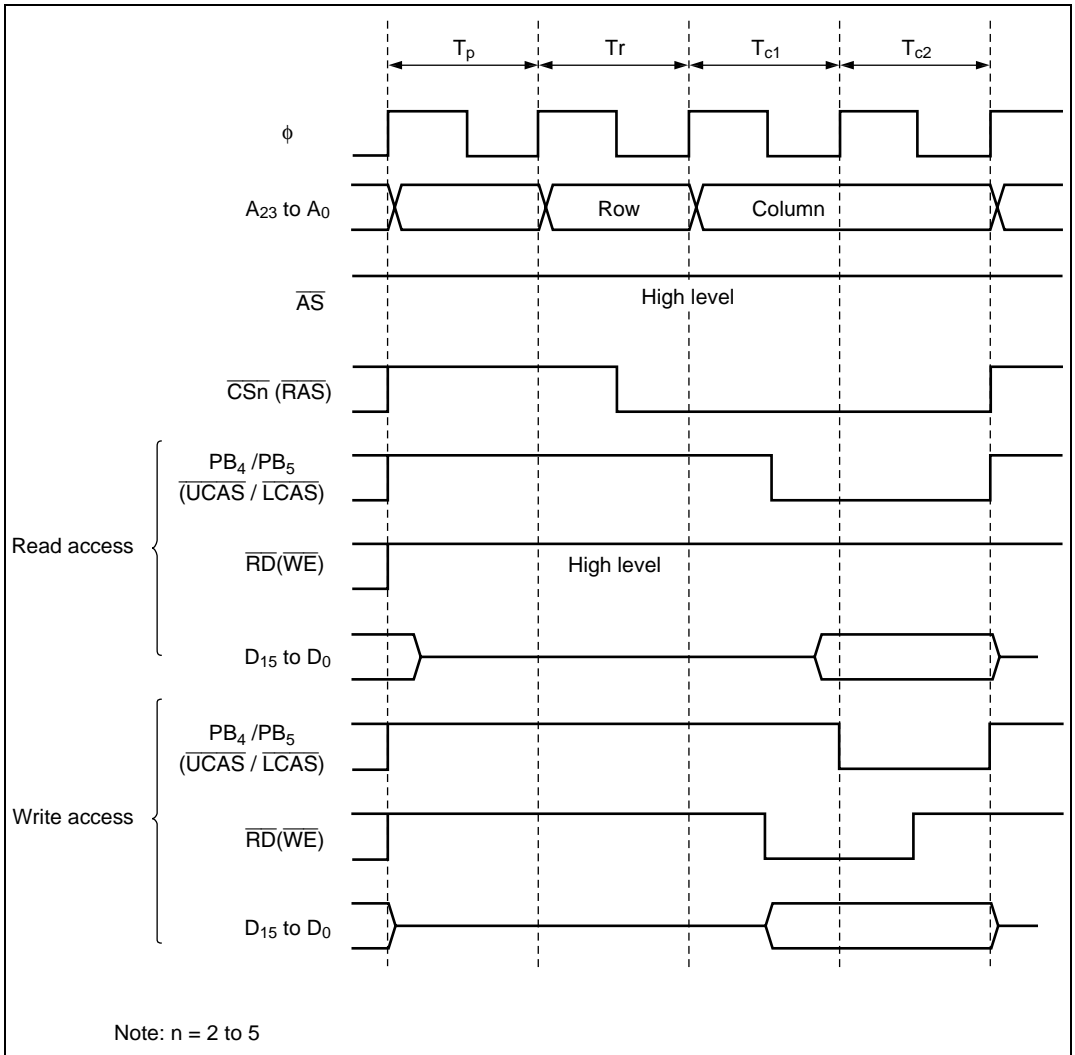 Tp Tr Tc1 Tc2
φ
A23 to A0 Row Column
AS High level
CSn (RAS)
PB4 /PB5
(UCAS / LCAS)
Read access
RD(WE) High level
D15 to D0
PB4 /PB5
(UCAS / LCAS)
Write access
RD(WE)
D15 to D0
Note: n = 2 to 5